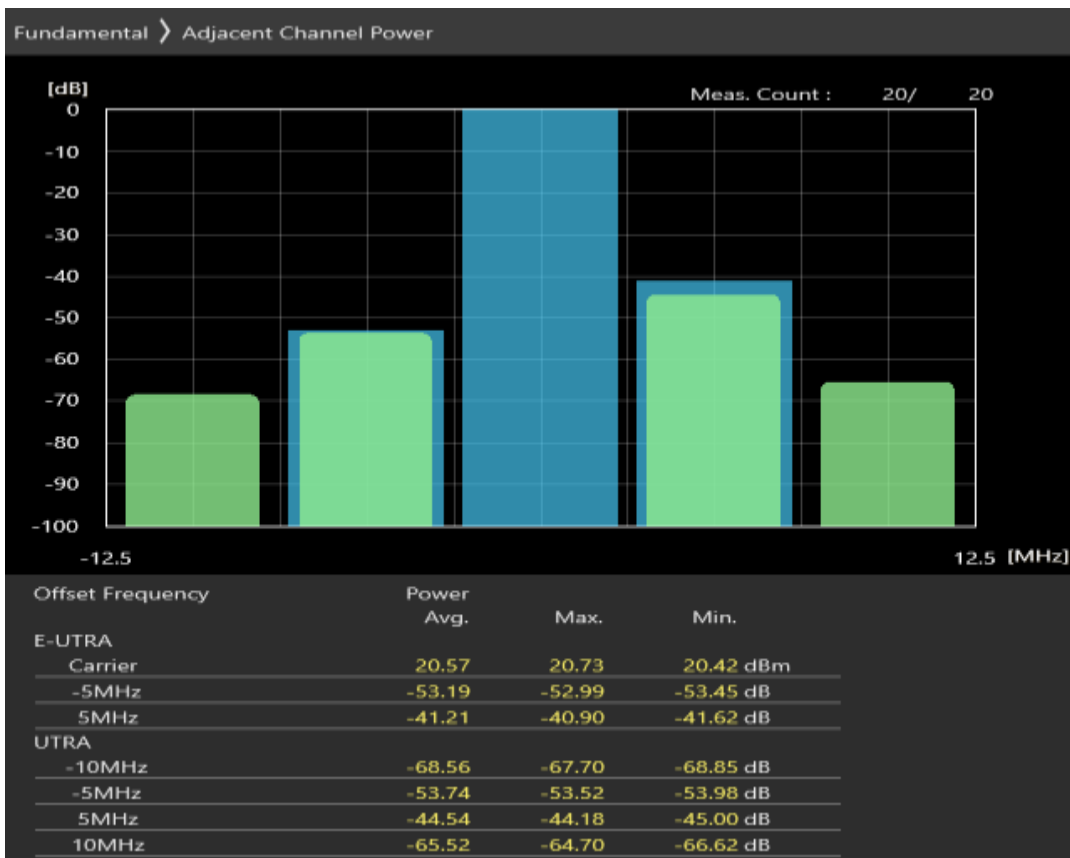 Fundamental 〉 Adjacent Channel Power
[dB]
Meas. Count : 20/ 20
0
-10
-20
-30
-40
-50
-60
-70
-80
-90
-100
-12.5 12.5 [MHz]
Offset Frequency Power
Avg. Max. Min.
E-UTRA
Carrier 20.57 20.73 20.42 dBm
-5MHz -53.19 -52.99 -53.45 dB
5MHz -41.21 -40.90 -41.62 dB
UTRA
-10MHz -68.56 -67.70 -68.85 dB
-5MHz -53.74 -53.52 -53.98 dB
5MHz -44.54 -44.18 -45.00 dB
10MHz -65.52 -64.70 -66.62 dB